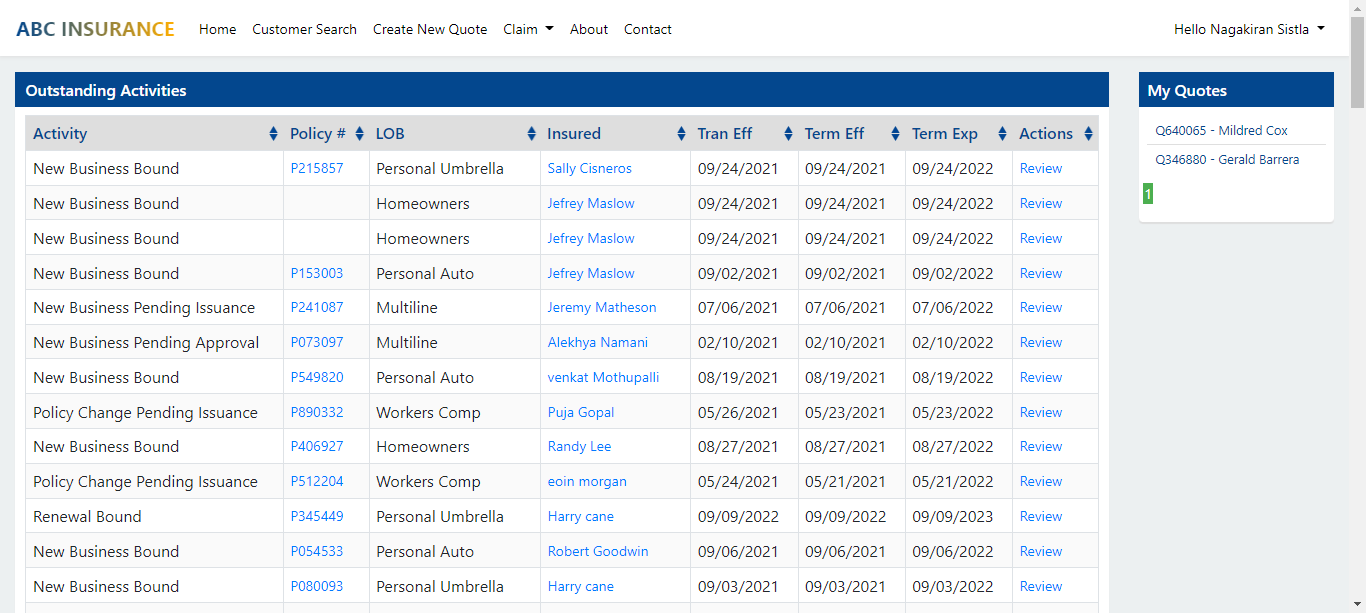 ABC INSURANCE Home Customer Search Create New Quote Claim About Contact Hello Nagakiran Sistla
Outstanding Activities
Activity Policy # LOB Insured Tran Eff Term Eff Term Exp Actions
New Business Bound P215857 Personal Umbrella Sally Cisneros 09/24/2021 09/24/2021 09/24/2022 Review
New Business Bound Homeowners Jefrey Maslow 09/24/2021 09/24/2021 09/24/2022 Review
New Business Bound Homeowners Jefrey Maslow 09/24/2021 09/24/2021 09/24/2022 Review
New Business Bound P153003 Personal Auto Jefrey Maslow 09/02/2021 09/02/2021 09/02/2022 Review
New Business Pending Issuance P241087 Multiline Jeremy Matheson 07/06/2021 07/06/2021 07/06/2022 Review
New Business Pending Approval P073097 Multiline Alekhya Namani 02/10/2021 02/10/2021 02/10/2022 Review
New Business Bound P549820 Personal Auto venkat Mothupalli 08/19/2021 08/19/2021 08/19/2022 Review
Policy Change Pending Issuance P890332 Workers Comp Puja Gopal 05/26/2021 05/23/2021 05/23/2022 Review
New Business Bound P406927 Homeowners Randy Lee 08/27/2021 08/27/2021 08/27/2022 Review
Policy Change Pending Issuance P512204 Workers Comp eoin morgan 05/24/2021 05/21/2021 05/21/2022 Review
Renewal Bound P345449 Personal Umbrella Harry cane 09/09/2022 09/09/2022 09/09/2023 Review
New Business Bound P054533 Personal Auto Robert Goodwin 09/06/2021 09/06/2021 09/06/2022 Review
New Business Bound P080093 Personal Umbrella Harry cane 09/03/2021 09/03/2021 09/03/2022 Review
My Quotes
Q640065 - Mildred Cox
Q346880 - Gerald Barrera
1